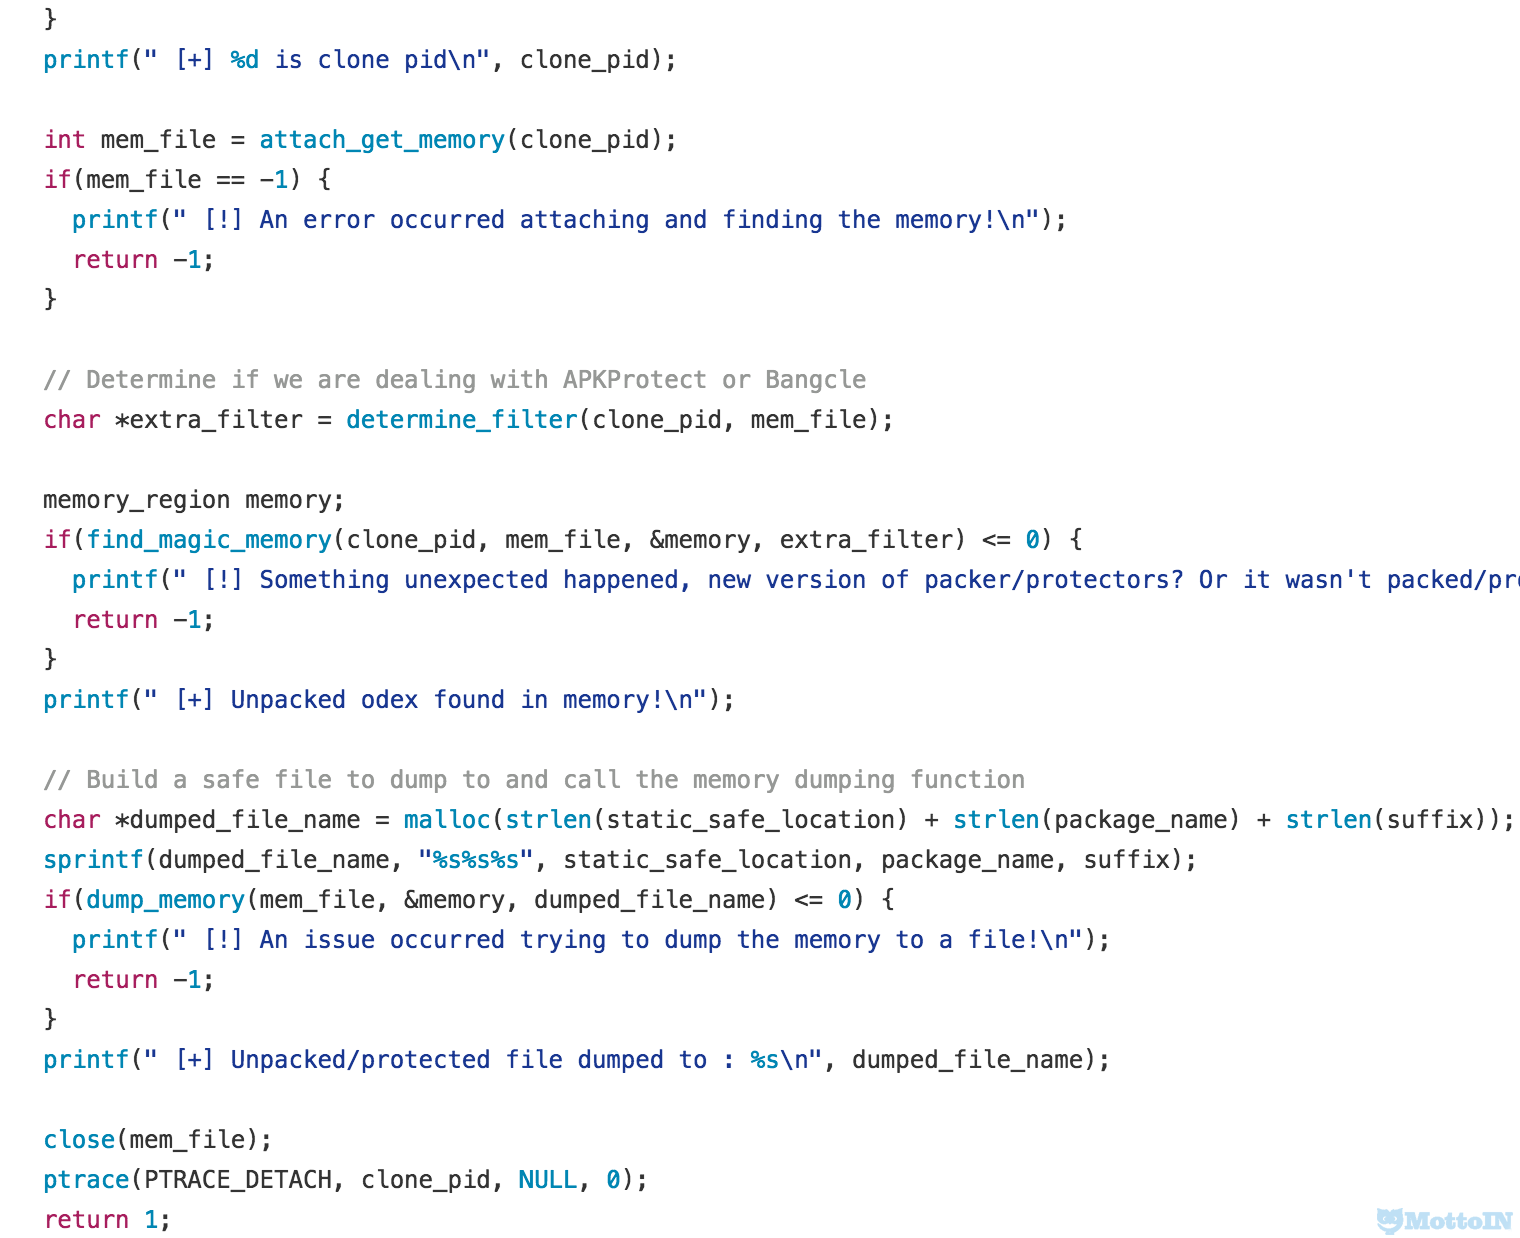 }
printf(" [+] %d is clone pid\n", clone_pid);
int mem_file = attach_get_memory(clone_pid);
if(mem_file == -1) {
printf(" [!] An error occurred attaching and finding the memory!\n");
return -1;
}
// Determine if we are dealing with APKProtect or Bangcle
char *extra_filter = determine_filter(clone_pid, mem_file);
memory_region memory;
if(find_magic_memory(clone_pid, mem_file, &memory, extra_filter) <= 0) {
printf(" [!] Something unexpected happened, new version of packer/protectors? Or it wasn't packed/pro
return -1;
}
printf(" [+] Unpacked odex found in memory!\n");
// Build a safe file to dump to and call the memory dumping function
char *dumped_file_name = malloc(strlen(static_safe_location) + strlen(package_name) + strlen(suffix));
sprintf(dumped_file_name, "%s%s%s", static_safe_location, package_name, suffix);
if(dump_memory(mem_file, &memory, dumped_file_name) <= 0) {
printf(" [!] An issue occurred trying to dump the memory to a file!\n");
return -1;
}
printf(" [+] Unpacked/protected file dumped to : %s\n", dumped_file_name);
close(mem_file);
ptrace(PTRACE_DETACH, clone_pid, NULL, 0);
return 1;
MottoIN